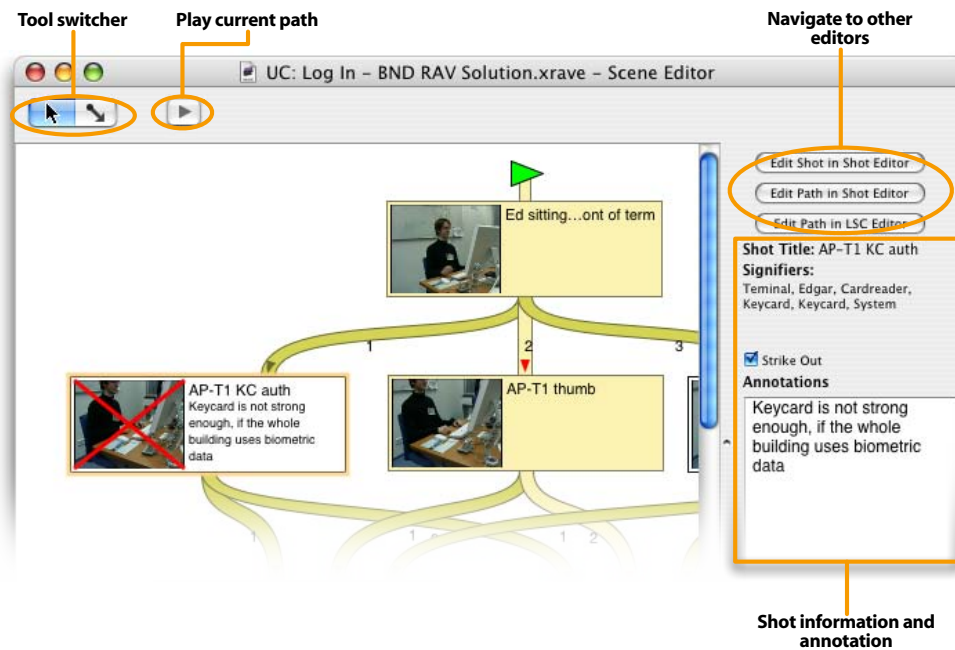 Tool switcher
Play current path
Navigate to other
editors
UC: Log In – BND RAV Solution.xrave – Scene Editor
Edit Shot in Shot Editor
Edit Path in Shot Editor
Edit Path in LSC Editor
Ed sitting...ont of term
Shot Title: AP-T1 KC auth
Signifiers:
Teminal, Edgar, Cardreader,
Keycard, Keycard, System
1
2
3
Strike Out
Annotations
AP-T1 KC auth
Keycard is not strong
enough, if the whole
building uses biometric
data
AP-T1 thumb
Keycard is not strong
enough, if the whole
building uses biometric
data
1
1
1
2
Shot information and
annotation